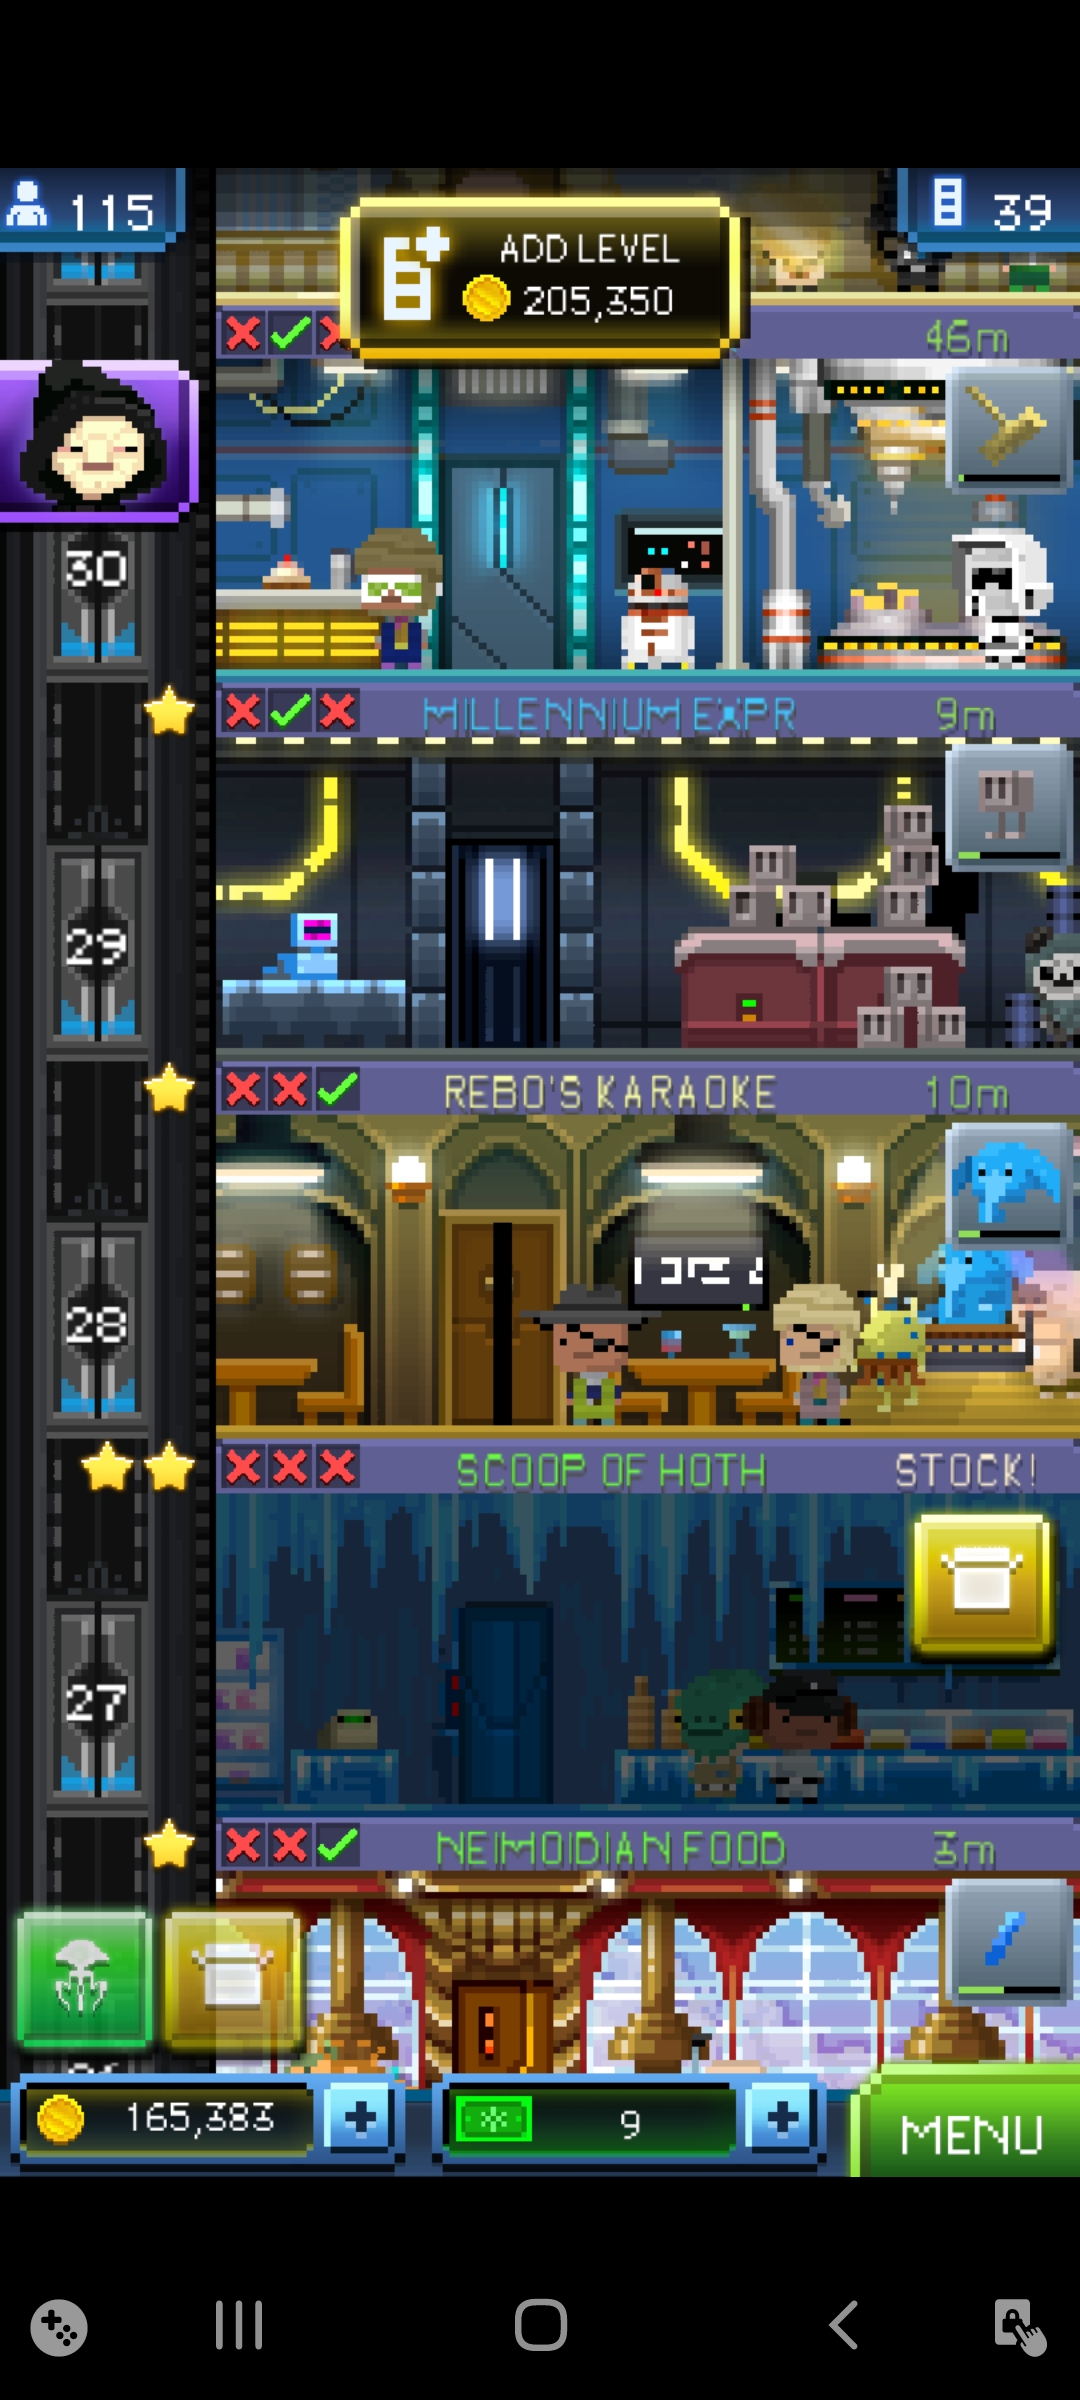 115
39
ADD LEVEL
205,350
46m
30
MILLENNIUM EXPR
9m
29
REBO'S KARAOKE
10m
28
SCOOP OF HOTH
STOCK!
27
NEIMOIDIAN FOOD
3m
165,383
9
MENU